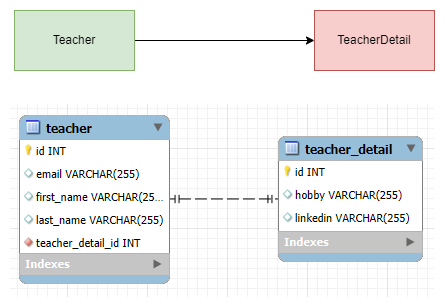 Teacher
TeacherDetail
teacher
id INT
email VARCHAR(255)
first_name VARCHAR(25...
last_name VARCHAR(255)
teacher_detail_id INT
Indexes
teacher_detail
id INT
hobby VARCHAR(255)
linkedin VARCHAR(255)
Indexes